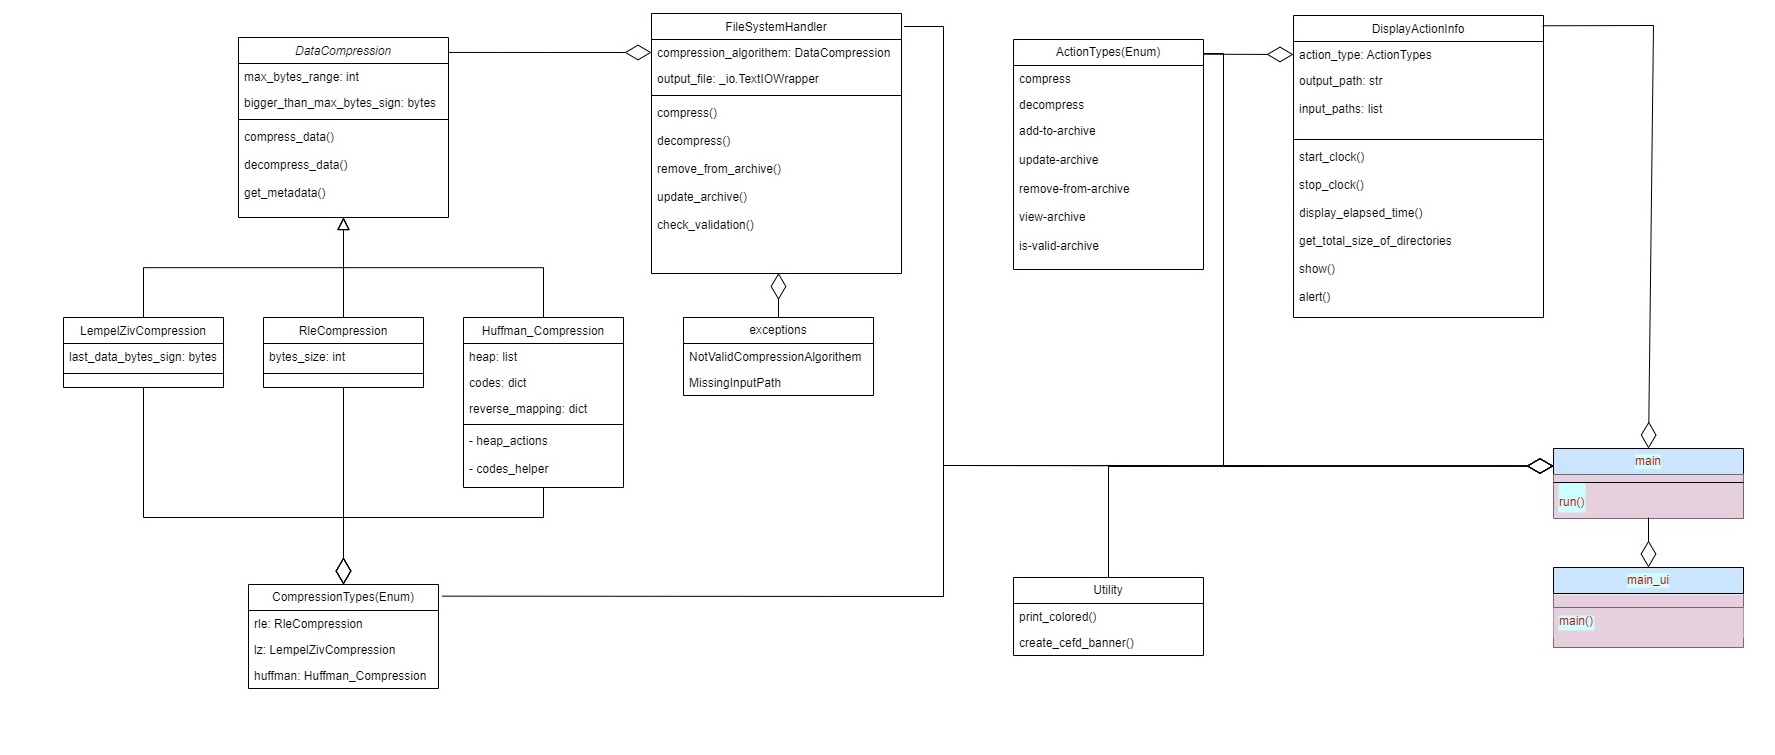 DataCompression
max_bytes_range: int
bigger_than_max_bytes_sign: bytes
compress_data()
decompress_data()
get_metadata()
FileSystemHandler
compression_algorithem: DataCompression
output_file: _io.TextIOWrapper
compress()
decompress()
remove_from_archive()
update_archive()
check_validation()
ActionTypes(Enum)
compress
decompress
add-to-archive
update-archive
remove-from-archive
view-archive
is-valid-archive
DisplayActionInfo
action_type: ActionTypes
output_path: str
input_paths: list
start_clock()
stop_clock()
display_elapsed_time()
get_total_size_of_directories
show()
alert()
LempelZivCompression
last_data_bytes_sign: bytes
RleCompression
bytes_size: int
Huffman_Compression
heap: list
codes: dict
reverse_mapping: dict
- heap_actions
- codes_helper
exceptions
NotValidCompressionAlgorithem
MissingInputPath
main
run()
main_ui
main()
CompressionTypes(Enum)
rle: RleCompression
lz: LempelZivCompression
huffman: Huffman_Compression
Utility
print_colored()
create_cefd_banner()